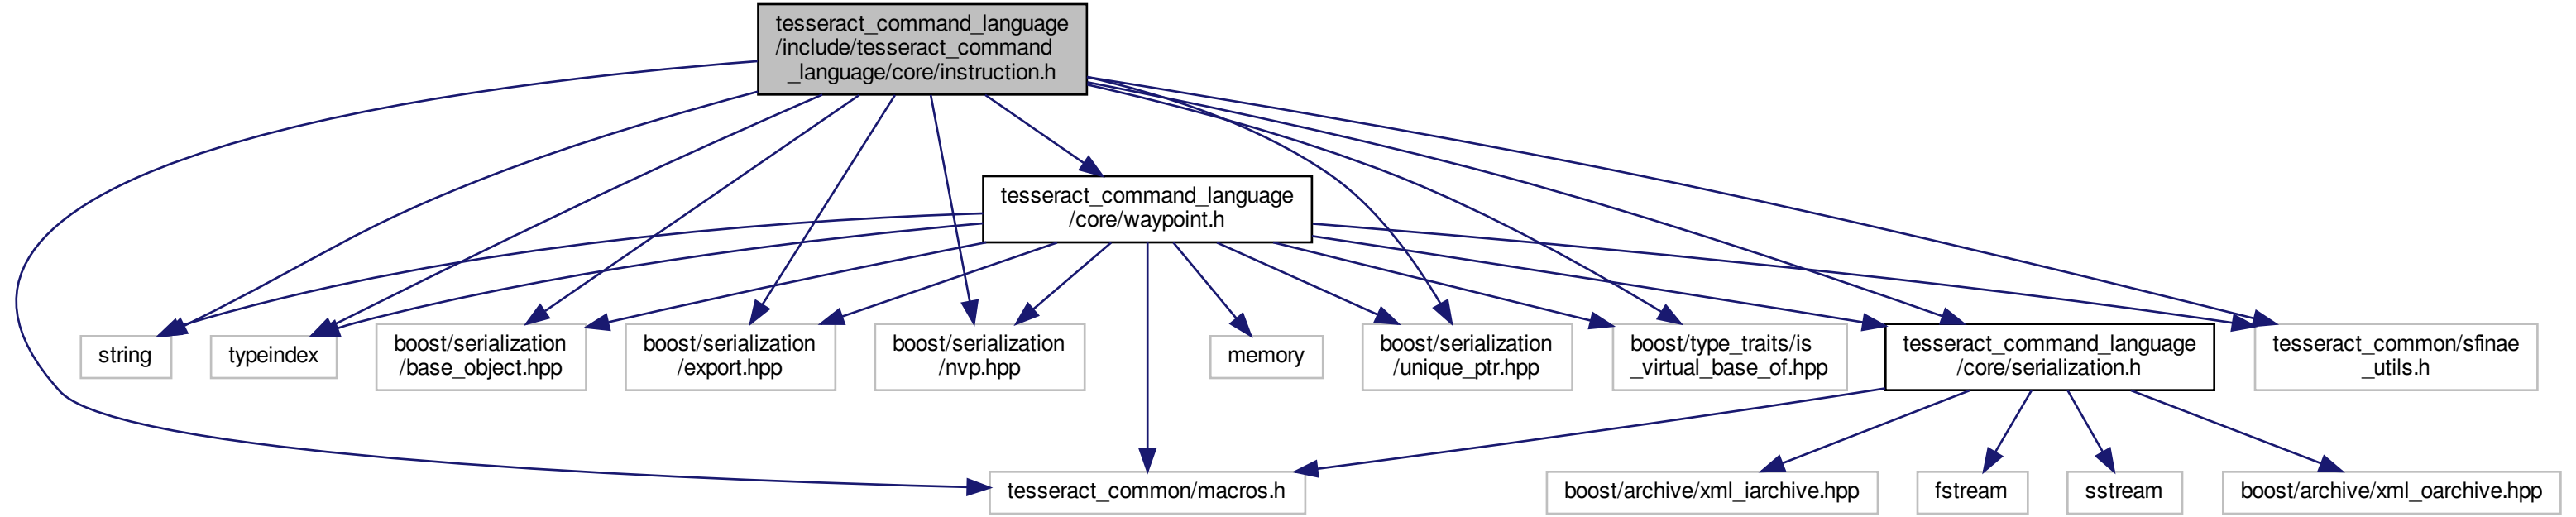 tesseract_command_language
/include/tesseract_command
_language/core/instruction.h
tesseract_command_language
/core/waypoint.h
string
typeindex
boost/serialization
/base_object.hpp
boost/serialization
/export.hpp
boost/serialization
/nvp.hpp
memory
boost/serialization
/unique_ptr.hpp
boost/type_traits/is
_virtual_base_of.hpp
tesseract_command_language
/core/serialization.h
tesseract_common/sfinae
_utils.h
tesseract_common/macros.h
boost/archive/xml_iarchive.hpp
fstream
sstream
boost/archive/xml_oarchive.hpp